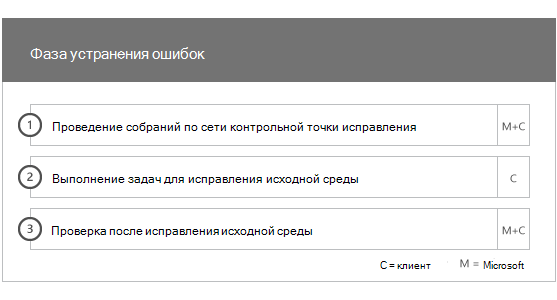 Фаза устранения ошибок
1 Проведение собраний по сети контрольной точки исправления M+C
2 Выполнение задач для исправления исходной среды C
3 Проверка после исправления исходной среды M+C
C = клиент M = Microsoft